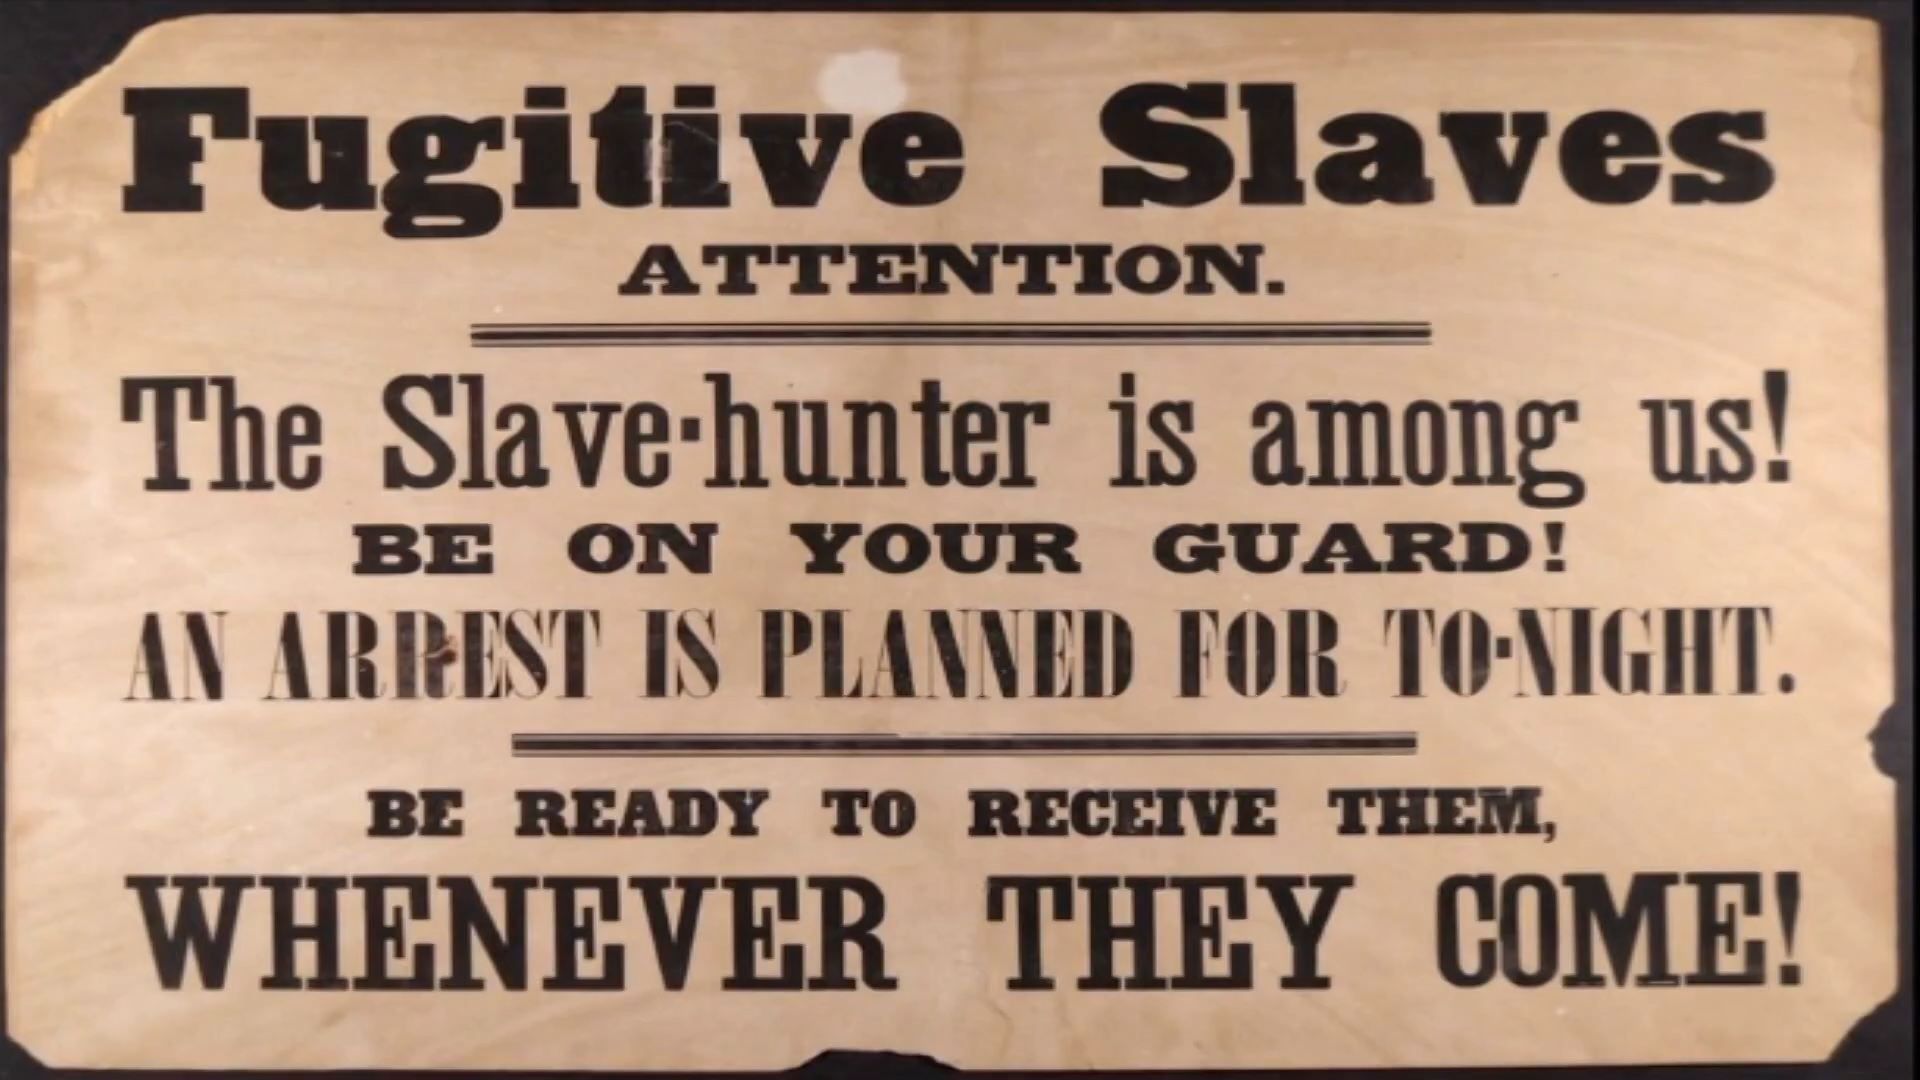 Fugitive Slaves
ATTENTION.
The Slave-hunter is among us!
BE ON YOUR GUARD!
AN ARREST IS PLANNED FOR TO-NIGHT.
BE READY TO RECEIVE THEM,
WHENEVER THEY COME!